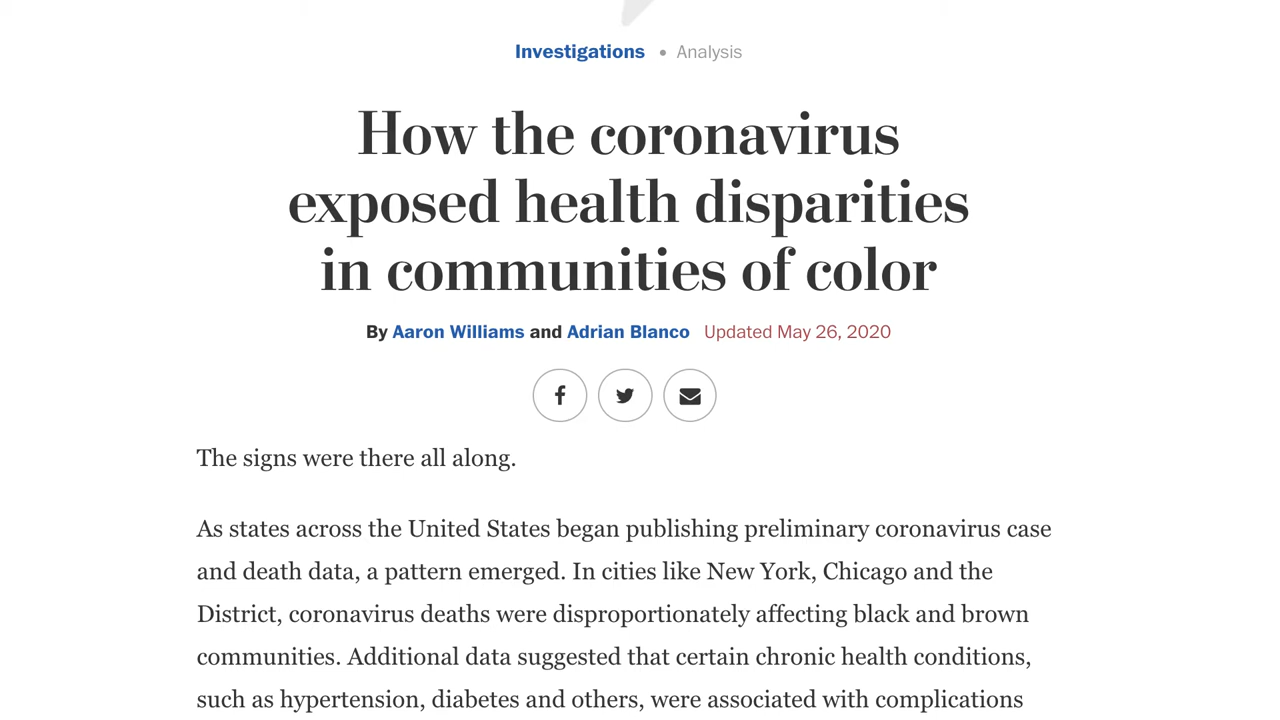 Investigations • Analysis
How the coronavirus
exposed health disparities
in communities of color
By Aaron Williams and Adrian Blanco Updated May 26, 2020
The signs were there all along.
As states across the United States began publishing preliminary coronavirus case
and death data, a pattern emerged. In cities like New York, Chicago and the
District, coronavirus deaths were disproportionately affecting black and brown
communities. Additional data suggested that certain chronic health conditions,
such as hypertension, diabetes and others, were associated with complications